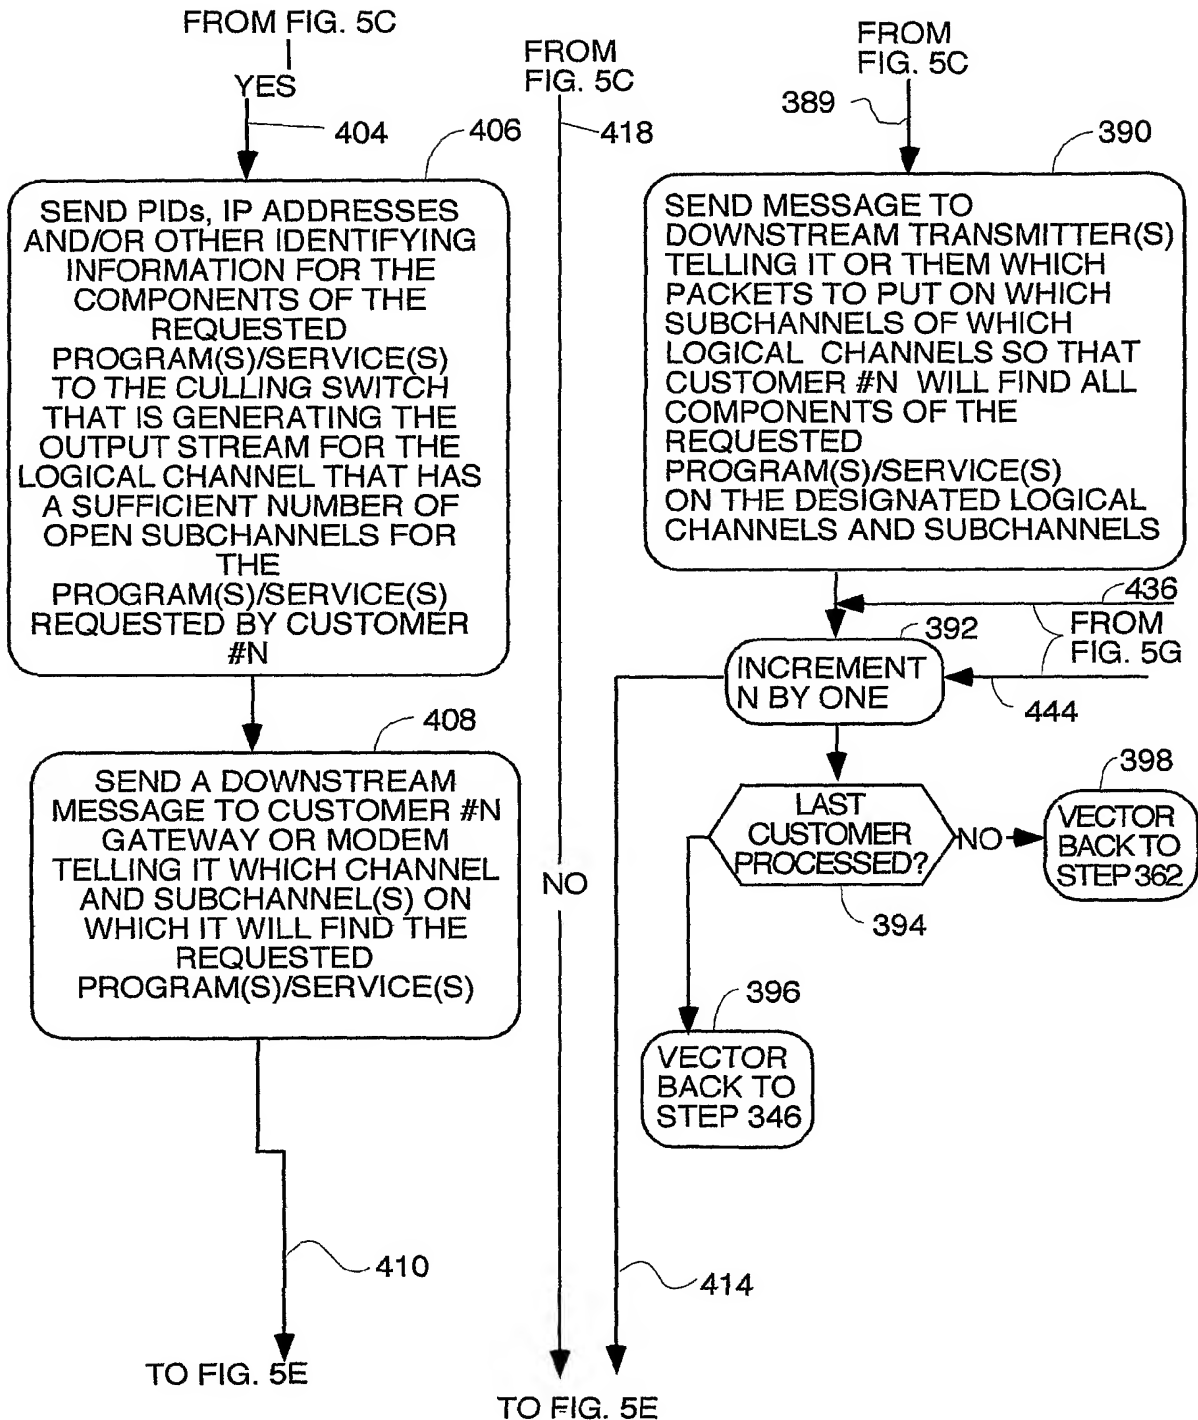 FROM FIG. 5C
YES
404
406
SEND PIDs, IP ADDRESSES
AND/OR OTHER IDENTIFYING
INFORMATION FOR THE
COMPONENTS OF THE
REQUESTED
PROGRAM(S)/SERVICE(S)
TO THE CULLING SWITCH
THAT IS GENERATING THE
OUTPUT STREAM FOR THE
LOGICAL CHANNEL THAT HAS
A SUFFICIENT NUMBER OF
OPEN SUBCHANNELS FOR
THE
PROGRAM(S)/SERVICE(S)
REQUESTED BY CUSTOMER
#N
408
SEND A DOWNSTREAM
MESSAGE TO CUSTOMER #N
GATEWAY OR MODEM
TELLING IT WHICH CHANNEL
AND SUBCHANNEL(S) ON
WHICH IT WILL FIND THE
REQUESTED
PROGRAM(S)/SERVICE(S)
410
TO FIG. 5E
FROM
FIG. 5C
418
NO
FROM
FIG. 5C
389
390
SEND MESSAGE TO
DOWNSTREAM TRANSMITTER(S)
TELLING IT OR THEM WHICH
PACKETS TO PUT ON WHICH
SUBCHANNELS OF WHICH
LOGICAL CHANNELS SO THAT
CUSTOMER #N WILL FIND ALL
COMPONENTS OF THE
REQUESTED
PROGRAM(S)/SERVICE(S)
ON THE DESIGNATED LOGICAL
CHANNELS AND SUBCHANNELS
436
392
FROM
FIG. 5G
INCREMENT
N BY ONE
444
LAST
CUSTOMER
PROCESSED?
NO
398
VECTOR
BACK TO
STEP 362
394
396
VECTOR
BACK TO
STEP 346
414
TO FIG. 5E